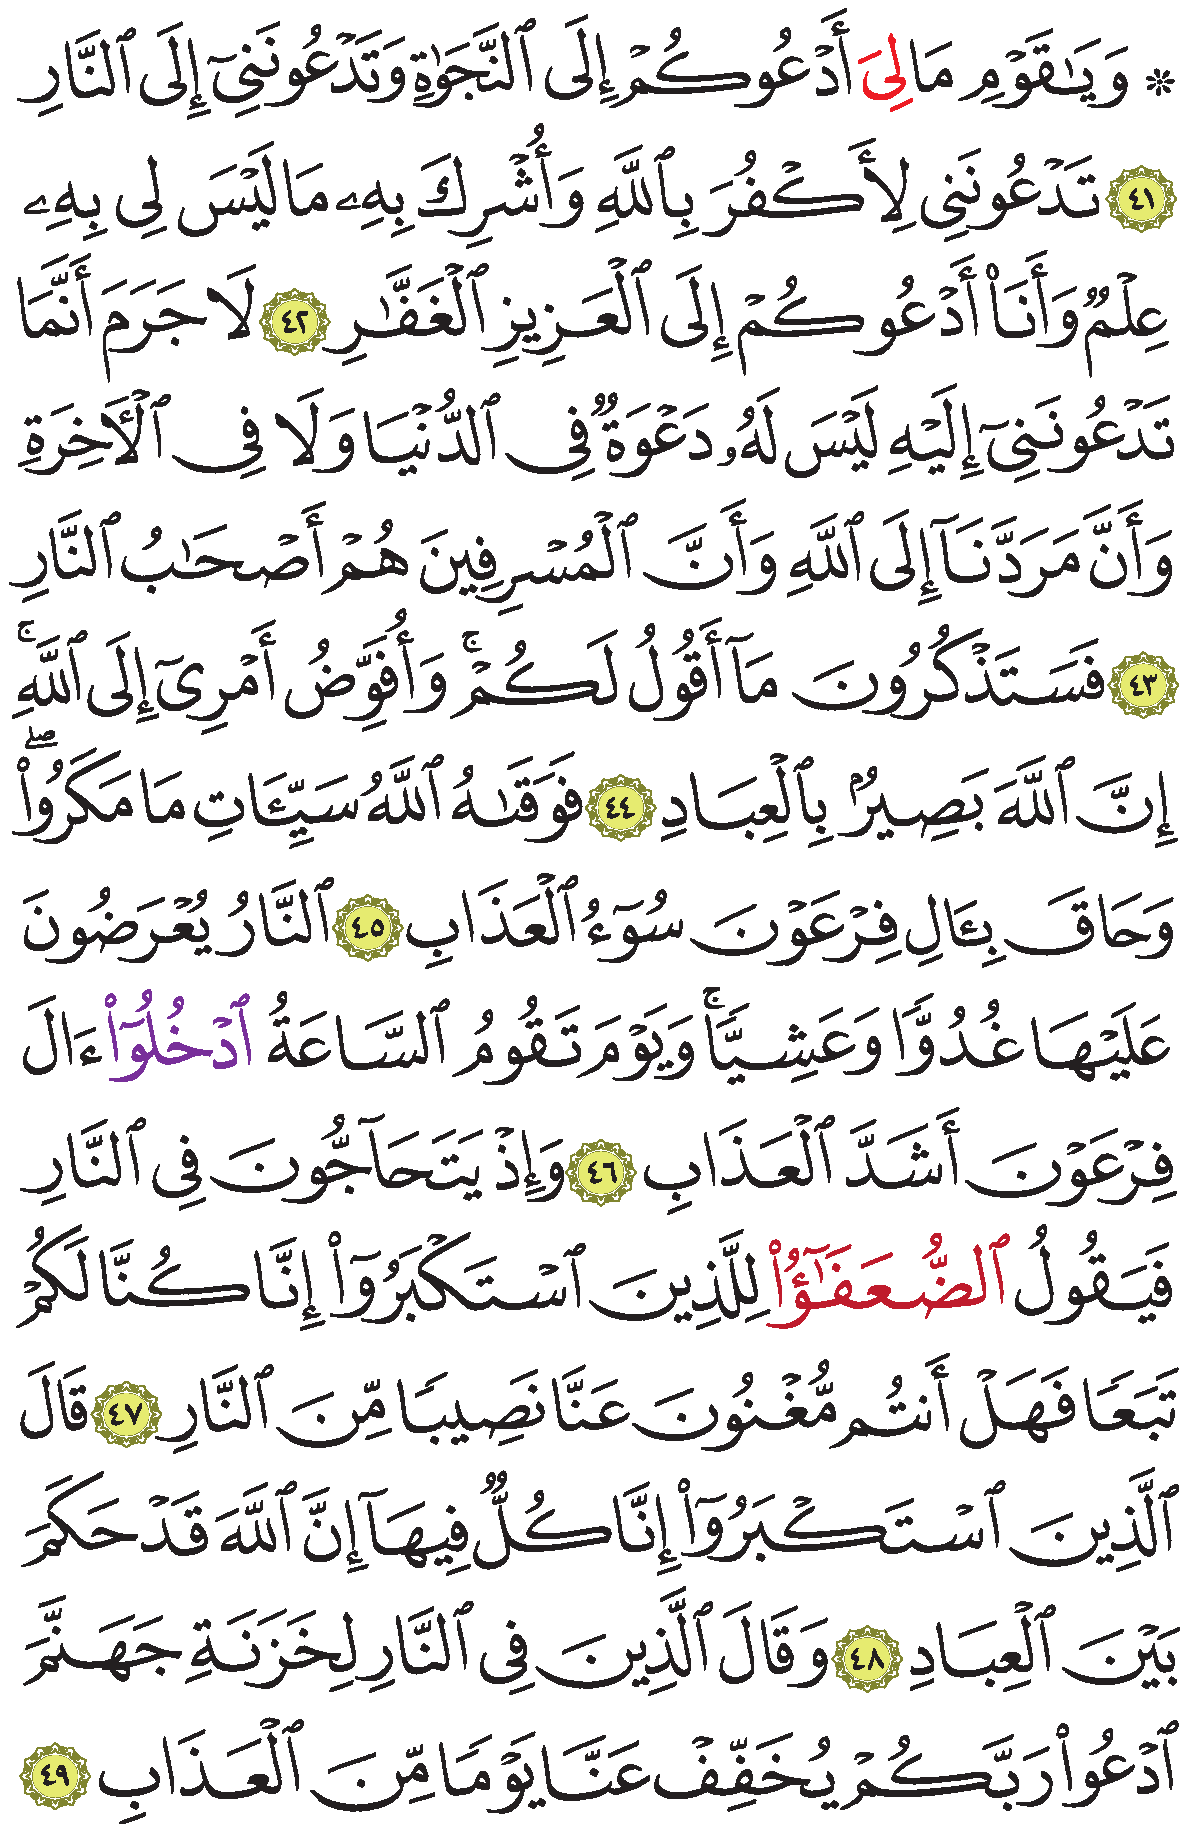 ۞ وَيَٰقَوْمِ مَا لِىَ أَدْعُوكُمْ إِلَى ٱلنَّجَوٰةِ وَتَدْعُونَنِىٓ إِلَى ٱلنَّارِ
٤١ تَدْعُونَنِى لِأَكْفُرَ بِٱللَّهِ وَأُشْرِكَ بِهِۦ مَا لَيْسَ لِى بِهِۦ
عِلْمٌ وَأَنَا۠ أَدْعُوكُمْ إِلَى ٱلْعَزِيزِ ٱلْغَفَّٰرِ ٤٢ لَا جَرَمَ أَنَّمَا
تَدْعُونَنِىٓ إِلَيْهِ لَيْسَ لَهُۥ دَعْوَةٌ فِى ٱلدُّنْيَا وَلَا فِى ٱلْءَاخِرَةِ
وَأَنَّ مَرَدَّنَآ إِلَى ٱللَّهِ وَأَنَّ ٱلْمُسْرِفِينَ هُمْ أَصْحَٰبُ ٱلنَّارِ
٤٣ فَسَتَذْكُرُونَ مَآ أَقُولُ لَكُمْ ۚ وَأُفَوِّضُ أَمْرِىٓ إِلَى ٱللَّهِ ۚ
إِنَّ ٱللَّهَ بَصِيرٌۢ بِٱلْعِبَادِ ٤٤ فَوَقَىٰهُ ٱللَّهُ سَيِّـَٔاتِ مَا مَكَرُوا۟ ۖ
وَحَاقَ بِـَٔالِ فِرْعَوْنَ سُوٓءُ ٱلْعَذَابِ ٤٥ ٱلنَّارُ يُعْرَضُونَ
عَلَيْهَا غُدُوًّا وَعَشِيًّا ۚ وَيَوْمَ تَقُومُ ٱلسَّاعَةُ ٱدْخُلُوٓا۟ ءَالَ
فِرْعَوْنَ أَشَدَّ ٱلْعَذَابِ ٤٦ وَإِذْ يَتَحَآجُّونَ فِى ٱلنَّارِ
فَيَقُولُ ٱلضُّعَفَٰٓؤُا۟ لِلَّذِينَ ٱسْتَكْبَرُوٓا۟ إِنَّا كُنَّا لَكُمْ
تَبَعًا فَهَلْ أَنتُم مُّغْنُونَ عَنَّا نَصِيبًا مِّنَ ٱلنَّارِ ٤٧ قَالَ
ٱلَّذِينَ ٱسْتَكْبَرُوٓا۟ إِنَّا كُلٌّ فِيهَآ إِنَّ ٱللَّهَ قَدْ حَكَمَ
بَيْنَ ٱلْعِبَادِ ٤٨ وَقَالَ ٱلَّذِينَ فِى ٱلنَّارِ لِخَزَنَةِ جَهَنَّمَ
ٱدْعُوا۟ رَبَّكُمْ يُخَفِّفْ عَنَّا يَوْمًا مِّنَ ٱلْعَذَابِ ٤٩